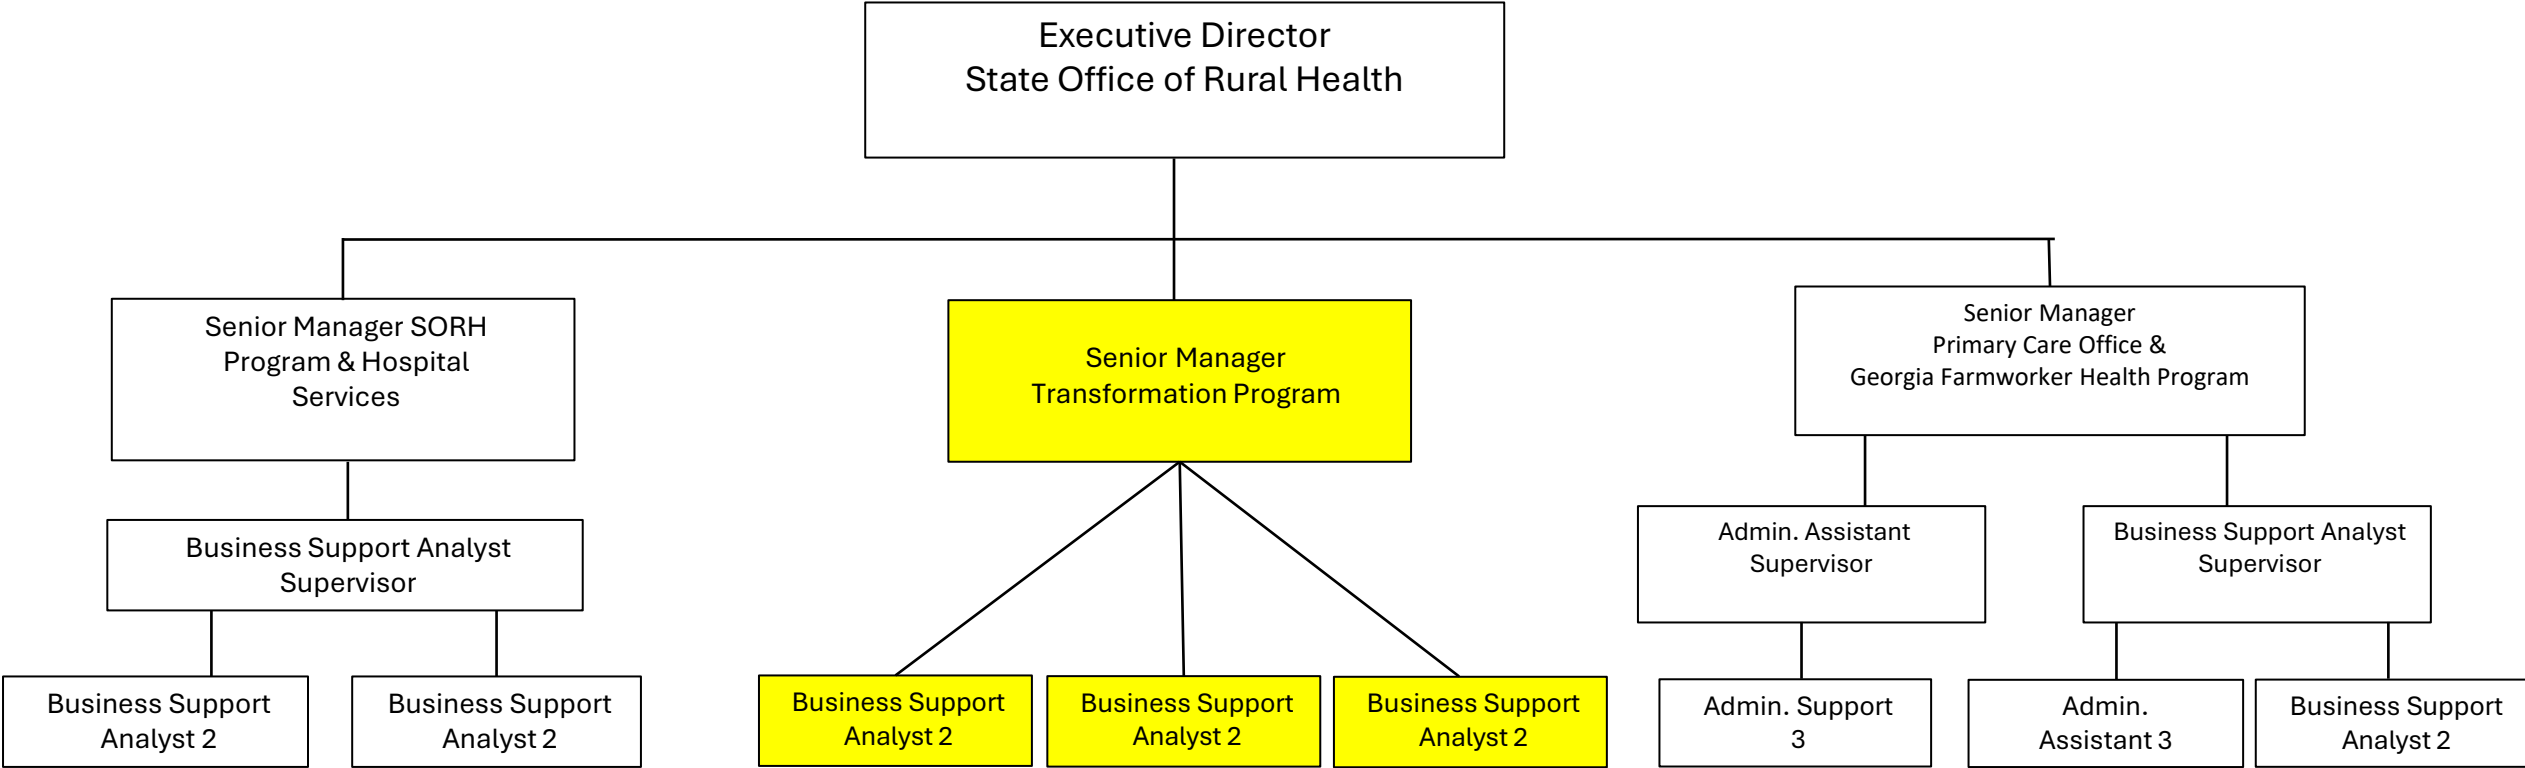 Executive Director
State Office of Rural Health
Senior Manager SORH
Program & Hospital
Services
Senior Manager
Transformation Program
Senior Manager
Primary Care Office &
Georgia Farmworker Health Program
Business Support Analyst
Supervisor
Admin. Assistant
Supervisor
Business Support Analyst
Supervisor
Business Support
Analyst 2
Business Support
Analyst 2
Business Support
Analyst 2
Business Support
Analyst 2
Business Support
Analyst 2
Admin. Support
3
Admin.
Assistant 3
Business Support
Analyst 2